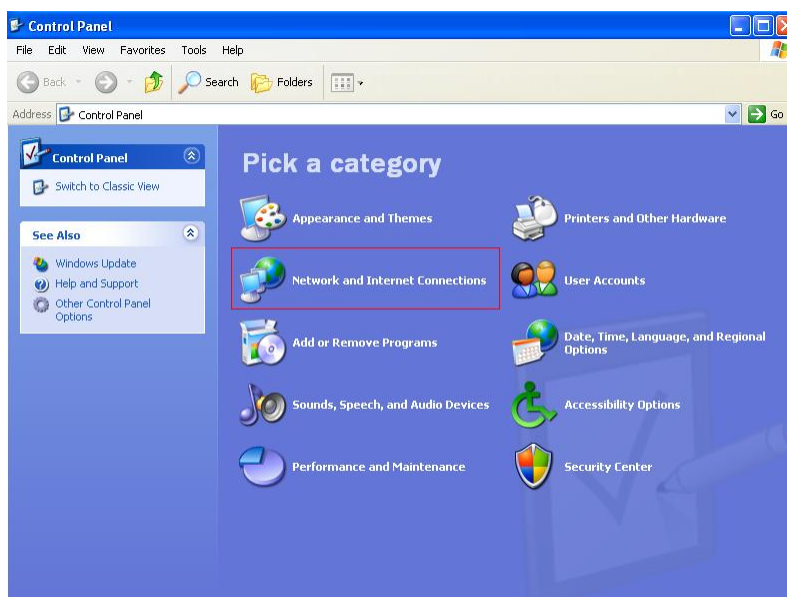 Control Panel
File Edit View Favorites Tools Help
Back Search Folders
Address Control Panel Go
Control Panel
Switch to Classic View
See Also
Windows Update
Help and Support
Other Control Panel
Options
Pick a category
Appearance and Themes
Printers and Other Hardware
Network and Internet Connections
User Accounts
Add or Remove Programs
Date, Time, Language, and Regional
Options
Sounds, Speech, and Audio Devices
Accessibility Options
Performance and Maintenance
Security Center